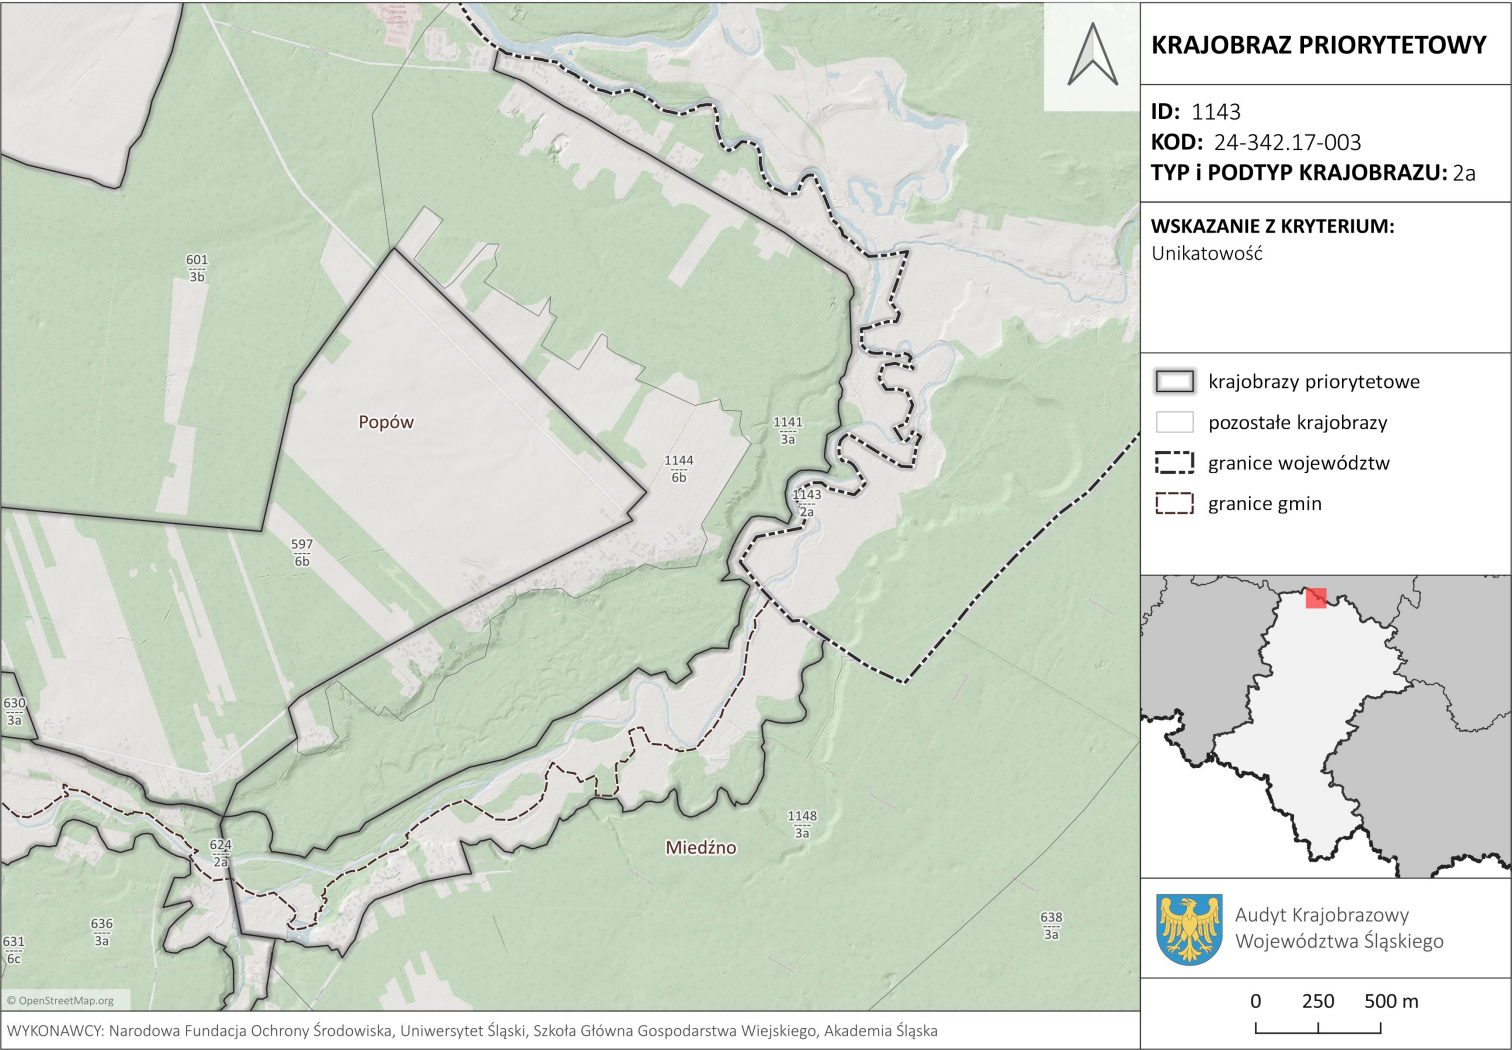 KRAJOBRAZ PRIORYTETOWY
ID: 1143
KOD: 24-342.17-003
TYP i PODTYP KRAJOBRAZU: 2a
WSKAZANIE Z KRYTERIUM:
Unikatowość
krajobrazy priorytetowe
pozostałe krajobrazy
granice województw
granice gmin
Audyt Krajobrazowy
Województwa Śląskiego
0 250 500 m
601
3b
Popów
1141
3a
1144
6b
1143
2a
597
6b
630
3a
624
2a
1148
3a
Miedźno
636
3a
631
6c
638
3a
© OpenStreetMap.org
WYKONAWCY: Narodowa Fundacja Ochrony Środowiska, Uniwersytet Śląski, Szkoła Główna Gospodarstwa Wiejskiego, Akademia Śląska